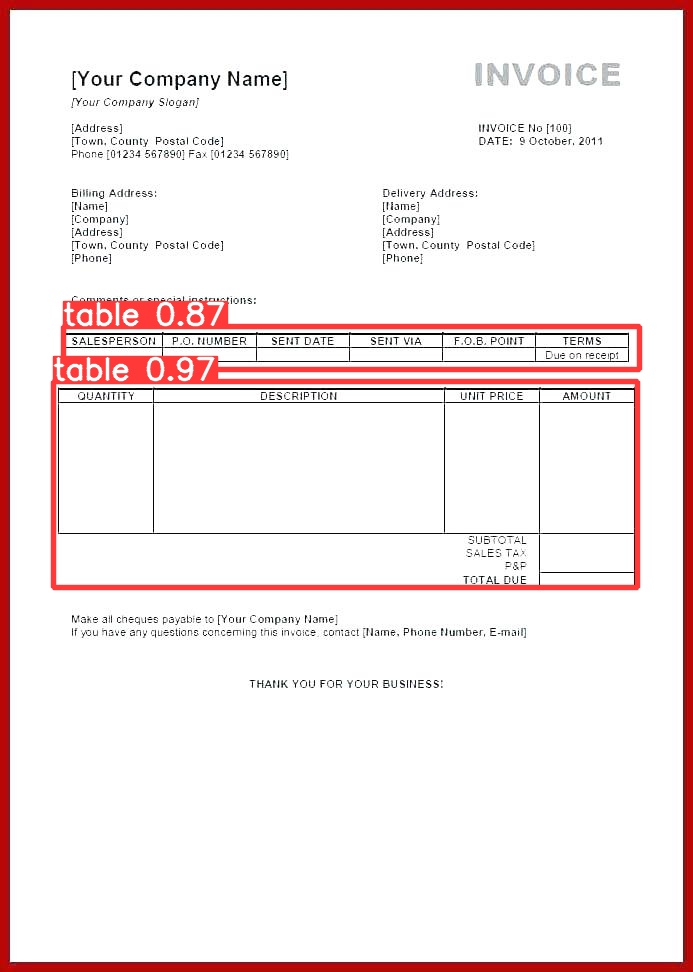 [Your Company Name]
INVOICE
[Your Company Slogan]
[Address]
[Town, County Postal Code]
Phone [01234 567890] Fax [01234 567890]
INVOICE No [100]
DATE: 9 October, 2011
Billing Address:
[Name]
[Company]
[Address]
[Town, County Postal Code]
[Phone]
Delivery Address:
[Name]
[Company]
[Address]
[Town, County Postal Code]
[Phone]
Comments or special instructions:
table 0.87
SALESPERSON P.O. NUMBER SENT DATE SENT VIA F.O.B. POINT TERMS
Due on receipt
table 0.97
QUANTITY DESCRIPTION UNIT PRICE AMOUNT
SUBTOTAL
SALES TAX
P&P
TOTAL DUE
Make all cheques payable to [Your Company Name]
If you have any questions concerning this invoice, contact [Name, Phone Number, E-mail]
THANK YOU FOR YOUR BUSINESS!